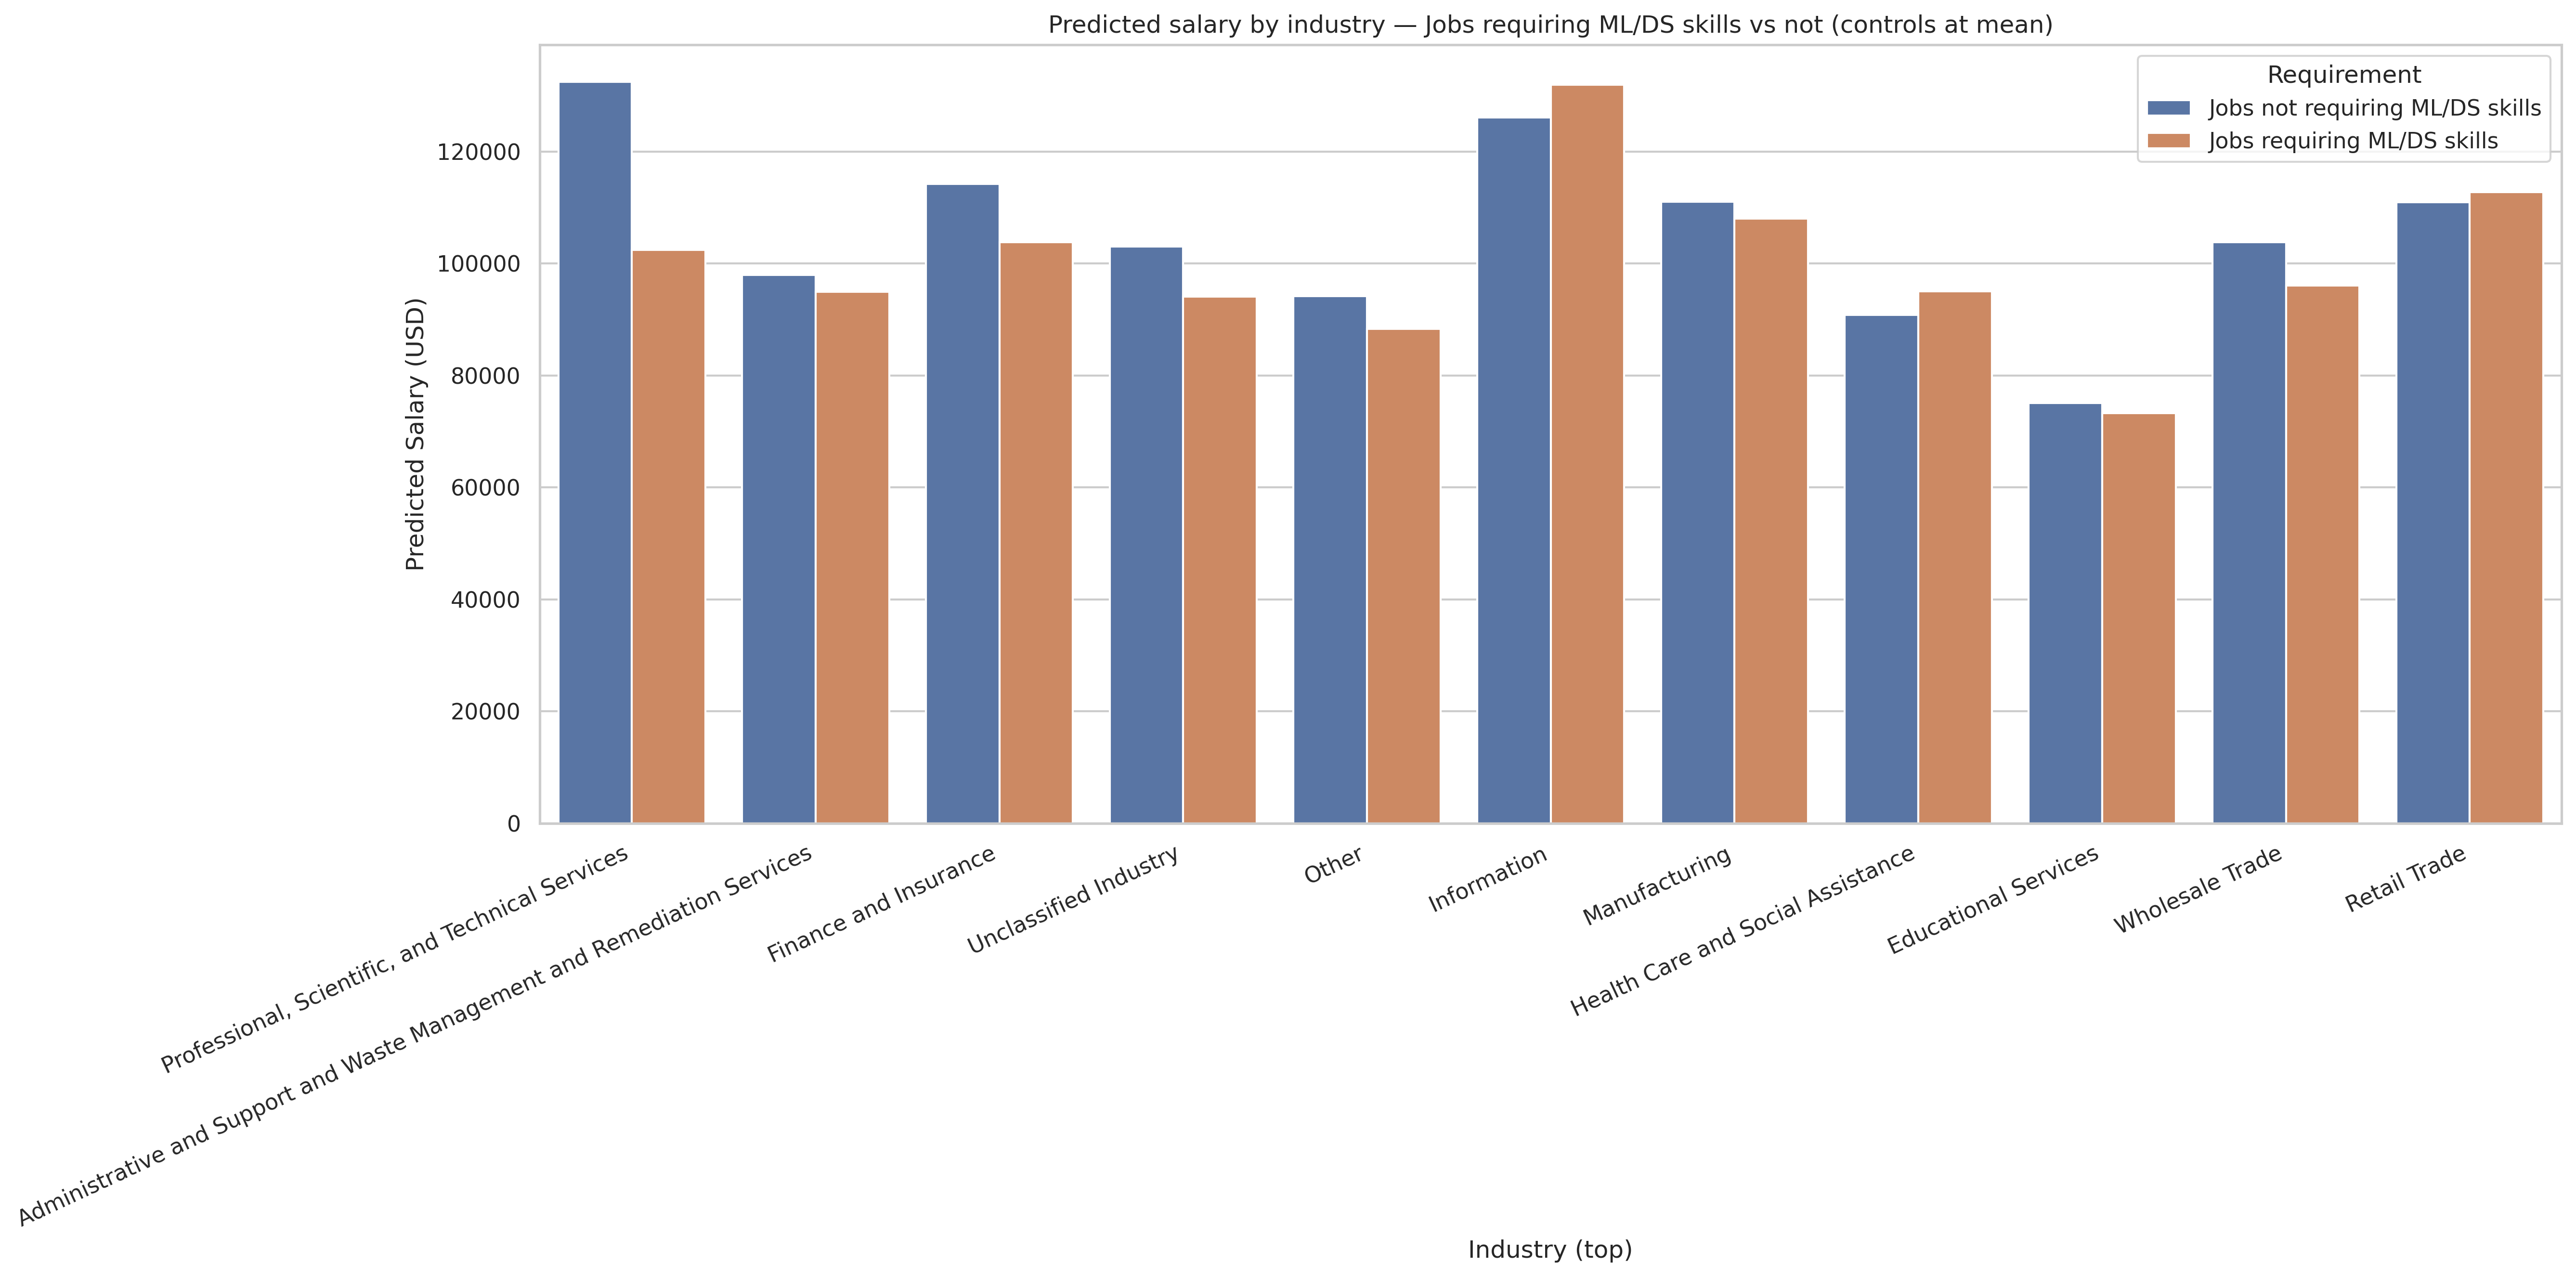 Predicted salary by industry — Jobs requiring ML/DS skills vs not (controls at mean)
Requirement
Jobs not requiring ML/DS skills
Jobs requiring ML/DS skills
Predicted Salary (USD)
120000
100000
80000
60000
40000
20000
0
Professional, Scientific, and Technical Services
Administrative and Support and Waste Management and Remediation Services
Finance and Insurance
Unclassified Industry
Other
Information
Manufacturing
Health Care and Social Assistance
Educational Services
Wholesale Trade
Retail Trade
Industry (top)